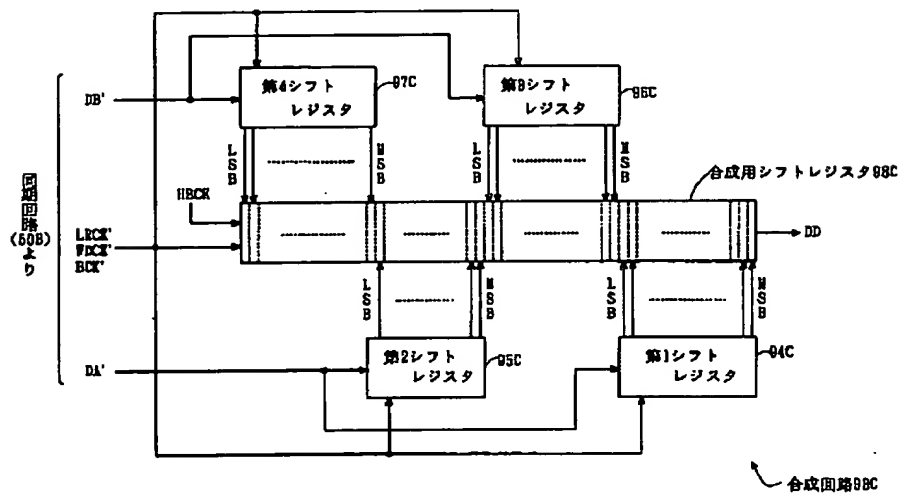 第4シフト
レジスタ
97C
第3シフト
レジスタ
96C
DB'
LSB
MSB
LSB
MSB
合成用シフトレジスタ98C
HBCK
同期回路(50B)より
LRCK'
WDCK'
BCK'
DD
LSB
MSB
LSB
MSB
第2シフト
レジスタ
95C
第1シフト
レジスタ
94C
DA'
合成回路93C